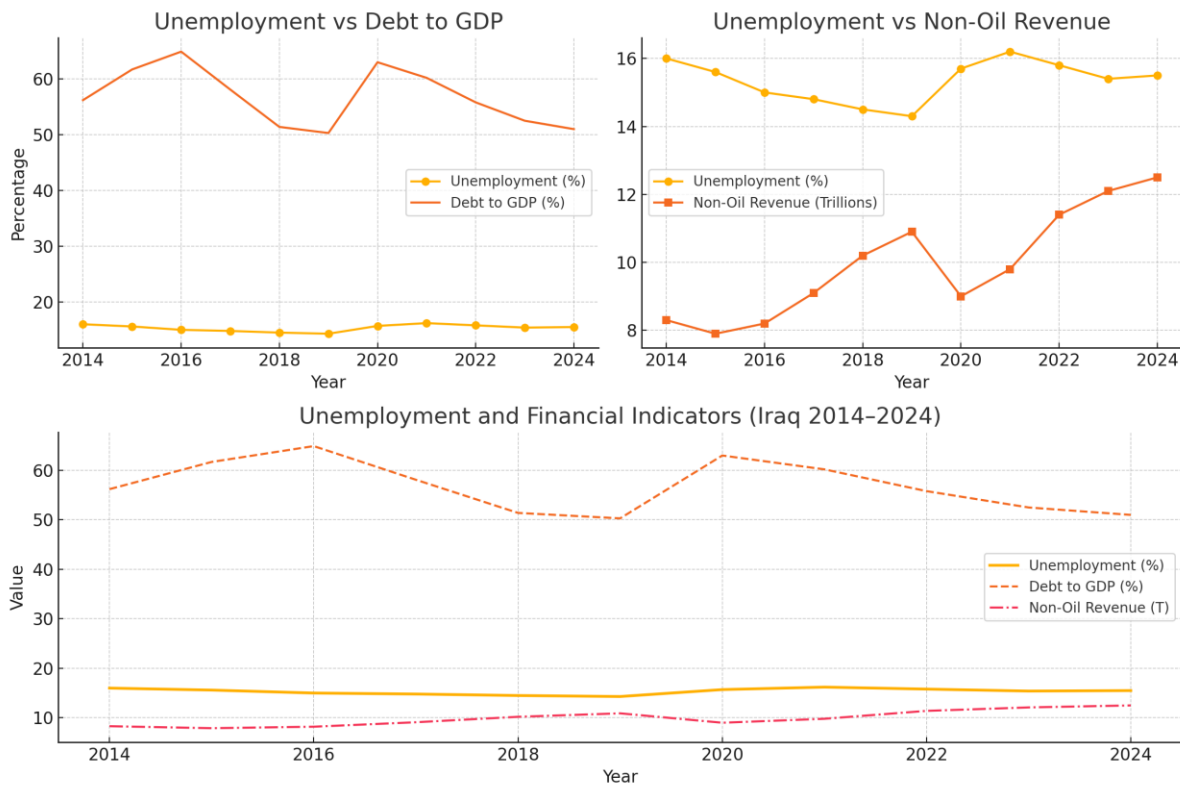 Unemployment vs Debt to GDP
Percentage
60
50
40
30
20
Unemployment (%)
Debt to GDP (%)
2014 2016 2018 2020 2022 2024
Year
Unemployment vs Non-Oil Revenue
16
14
12
10
8
Unemployment (%)
Non-Oil Revenue (Trillions)
2014 2016 2018 2020 2022 2024
Year
Unemployment and Financial Indicators (Iraq 2014–2024)
Value
60
50
40
30
20
10
Unemployment (%)
Debt to GDP (%)
Non-Oil Revenue (T)
2014 2016 2018 2020 2022 2024
Year